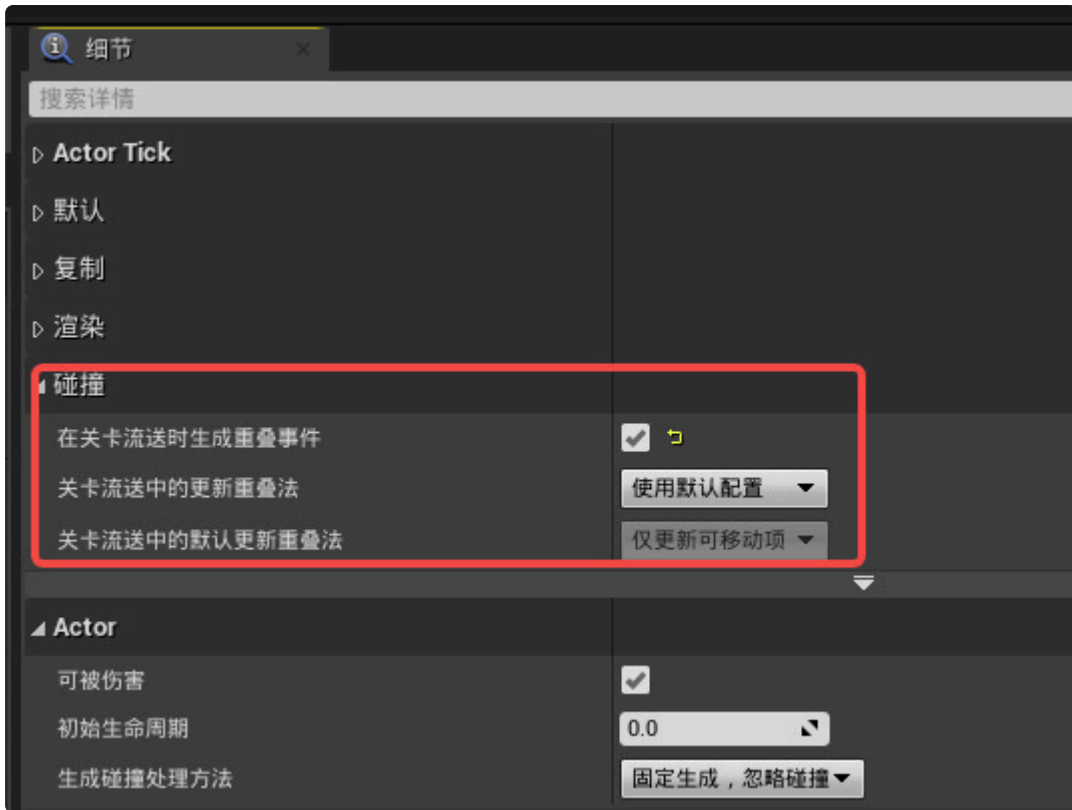 细节
搜索详情
Actor Tick
默认
复制
渲染
碰撞
在关卡流送时生成重叠事件
关卡流送中的更新重叠法 使用默认配置
关卡流送中的默认更新重叠法 仅更新可移动项
Actor
可被伤害
初始生命周期 0.0
生成碰撞处理方法 固定生成，忽略碰撞